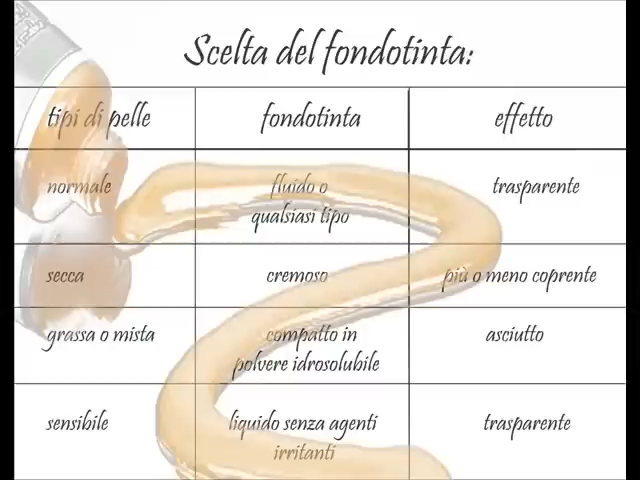 Scelta del fondotinta:
tipi di pelle fondotinta effetto
normale fluido o trasparente
qualsiasi tipo
secca cremoso più o meno coprente
grassa o mista compatto in asciutto
polvere idrosolubile
sensibile liquido senza agenti trasparente
irritanti